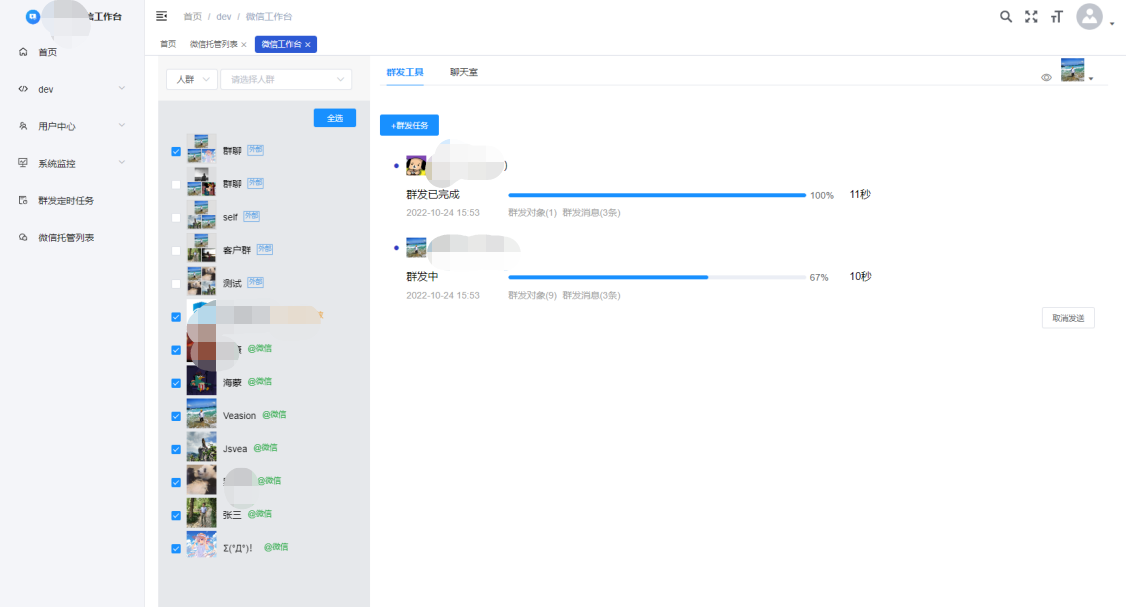 信工作台
首页 / dev / 微信工作台
首页 微信托管列表 × 微信工作台 ×
首页
dev
用户中心
系统监控
群发定时任务
微信托管列表
人群 请选择人群
全选
群聊 外部
群聊 外部
self 外部
客户群 外部
测试 外部
@微信
海蒙 @微信
Veasion @微信
Jsvea @微信
@微信
张三 @微信
Σ(°Д°)! @微信
群发工具 聊天室
+群发任务
)
群发已完成 100% 11秒
2022-10-24 15:53 群发对象(1) 群发消息(3条)
群发中 67% 10秒
2022-10-24 15:53 群发对象(9) 群发消息(3条)
取消发送